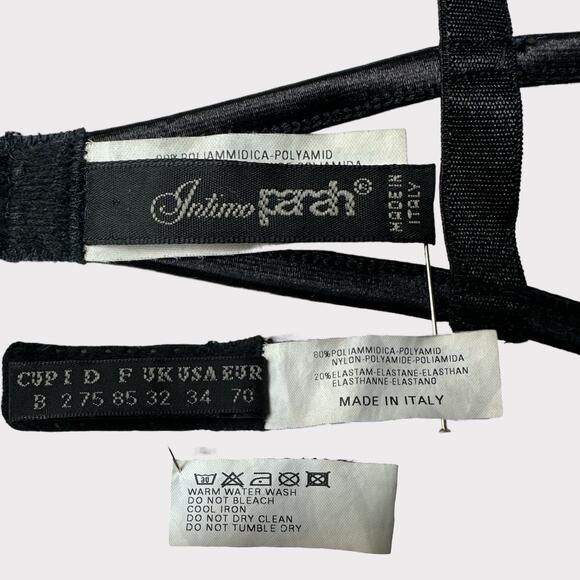 80% POLIAMMIDICA-POLYAMID
Intimo parah® MADE IN ITALY
CUP I D F UK USA EUR
B 2 75 85 32 34 70
80% POLIAMMIDICA-POLYAMID
NYLON-POLYAMIDE-POLIAMIDA
20% ELASTAM-ELASTANE-ELASTHAN
ELASTHANNE-ELASTANO
MADE IN ITALY
30
WARM WATER WASH
DO NOT BLEACH
COOL IRON
DO NOT DRY CLEAN
DO NOT TUMBLE DRY